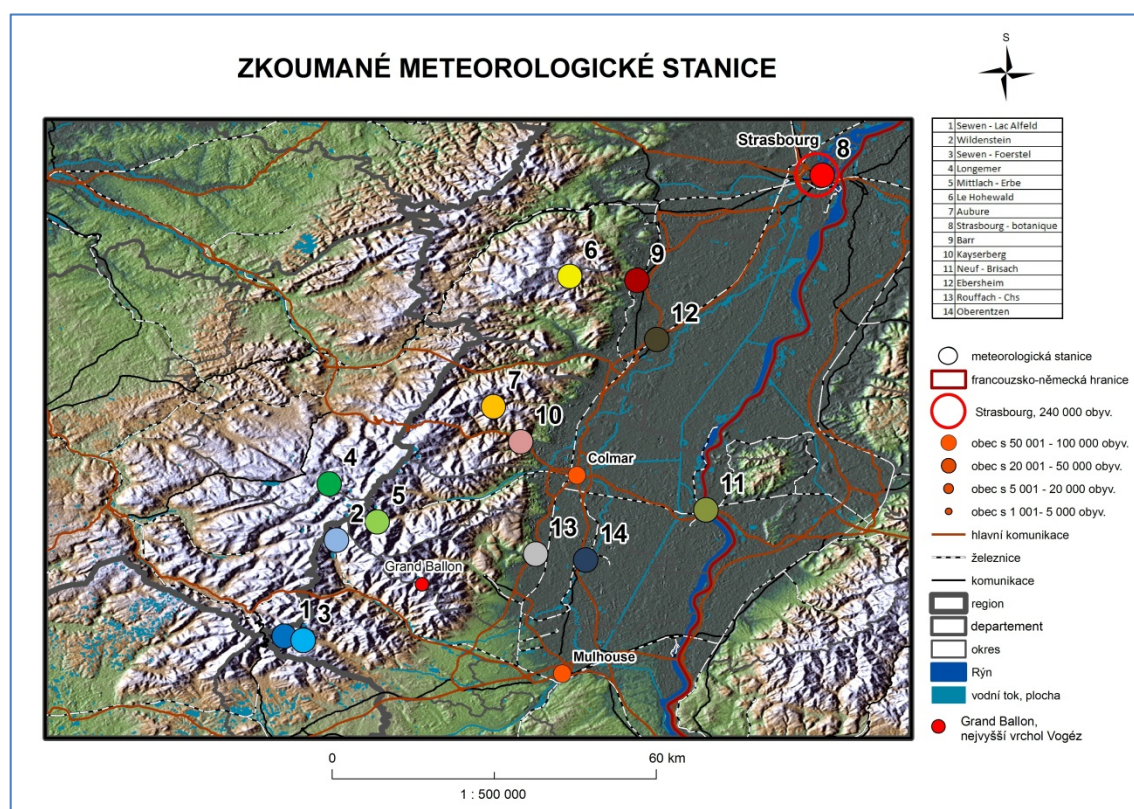 ZKOUMANÉ METEOROLOGICKÉ STANICE
S
Strasbourg
8
6
9
12
7
10
Colmar
4
5
2
11
13
14
Grand Ballon
1
3
Mulhouse
1 Sewen - Lac Alfeld
2 Wildenstein
3 Sewen - Foerstel
4 Longemer
5 Mittlach - Erbe
6 Le Hohewald
7 Aubure
8 Strasbourg - botanique
9 Barr
10 Kayserberg
11 Neuf - Brisach
12 Ebersheim
13 Rouffach - Chs
14 Oberentzen
meteorologická stanice
francouzsko-německá hranice
Strasbourg, 240 000 obyv.
obec s 50 001 - 100 000 obyv.
obec s 20 001 - 50 000 obyv.
obec s 5 001 - 20 000 obyv.
obec s 1 001- 5 000 obyv.
hlavní komunikace
železnice
komunikace
region
departement
okres
Rýn
vodní tok, plocha
Grand Ballon,
nejvyšší vrchol Vogéz
0
60 km
1 : 500 000